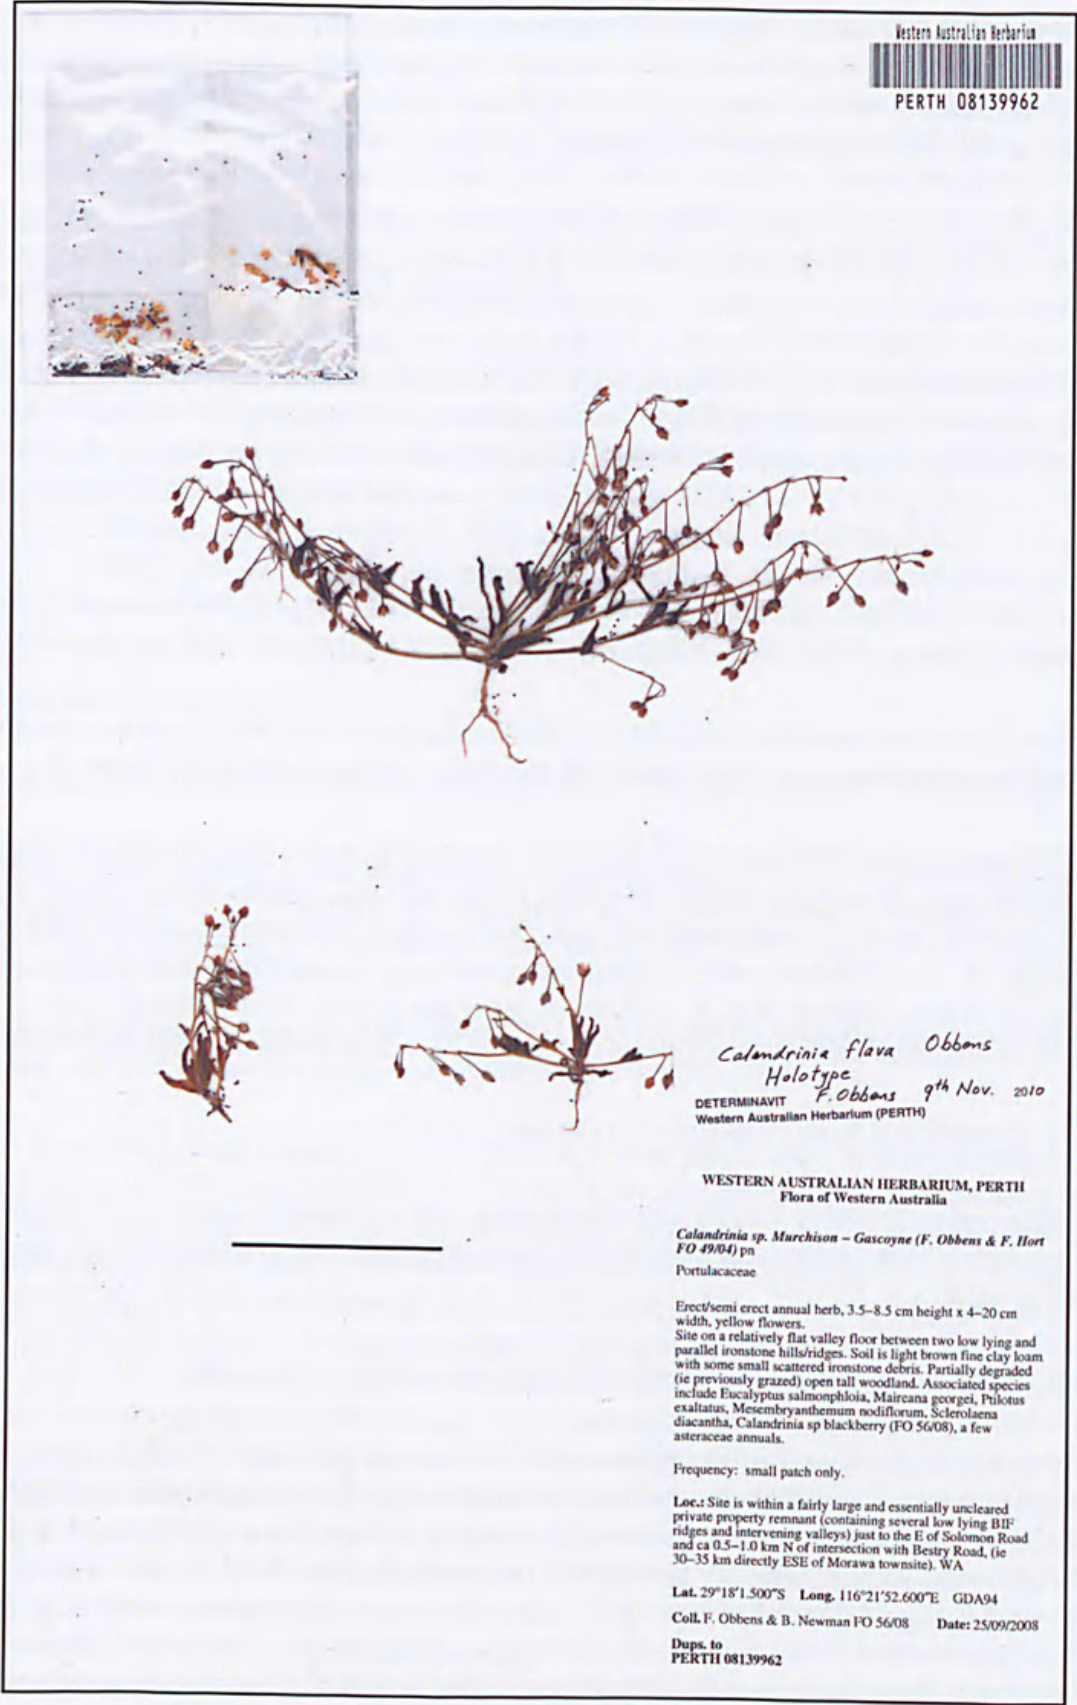 Western Australian Herbarium
PERTH 08139962
Calandrinia flava Obbens
Holotype
DETERMINAVIT F. Obbens 9th Nov. 2010
Western Australian Herbarium (PERTH)
WESTERN AUSTRALIAN HERBARIUM, PERTH
Flora of Western Australia
Calandrinia sp. Murchison – Gascoyne (F. Obbens & F. Hort
FO 49/04) pn
Portulacaceae
Erect/semi erect annual herb, 3.5–8.5 cm height x 4–20 cm
width, yellow flowers.
Site on a relatively flat valley floor between two low lying and
parallel ironstone hills/ridges. Soil is light brown fine clay loam
with some small scattered ironstone debris. Partially degraded
(ie previously grazed) open tall woodland. Associated species
include Eucalyptus salmonphloia, Maireana georgei, Ptilotus
exaltatus, Mesembryanthemum nodiflorum, Sclerolaena
diacantha, Calandrinia sp blackberry (FO 56/08), a few
asteraceae annuals.
Frequency: small patch only.
Loc.: Site is within a fairly large and essentially uncleared
private property remnant (containing several low lying BIF
ridges and intervening valleys) just to the E of Solomon Road
and ca 0.5–1.0 km N of intersection with Bestry Road, (ie
30–35 km directly ESE of Morawa townsite). WA
Lat. 29°18'1.500"S Long. 116°21'52.600"E GDA94
Coll. F. Obbens & B. Newman FO 56/08 Date: 25/09/2008
Dups. to
PERTH 08139962